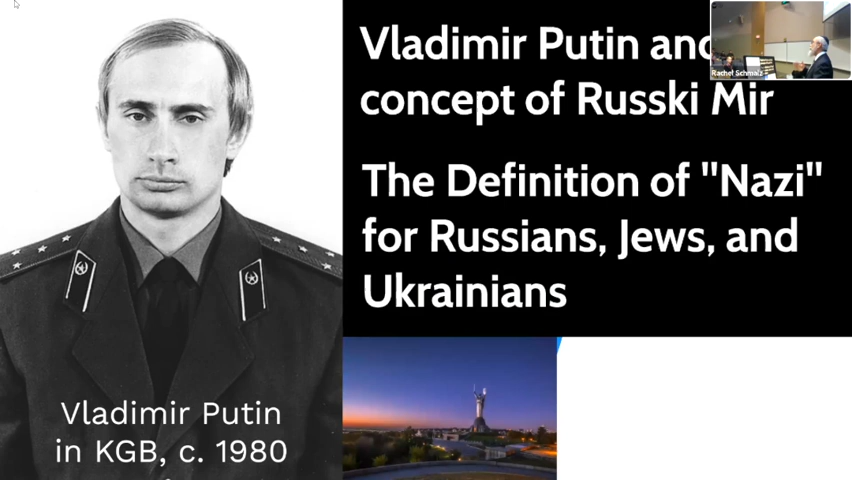 Vladimir Putin and
concept of Russki Mir
Rachel Schmalz
The Definition of "Nazi"
for Russians, Jews, and
Ukrainians
Vladimir Putin
in KGB, c. 1980